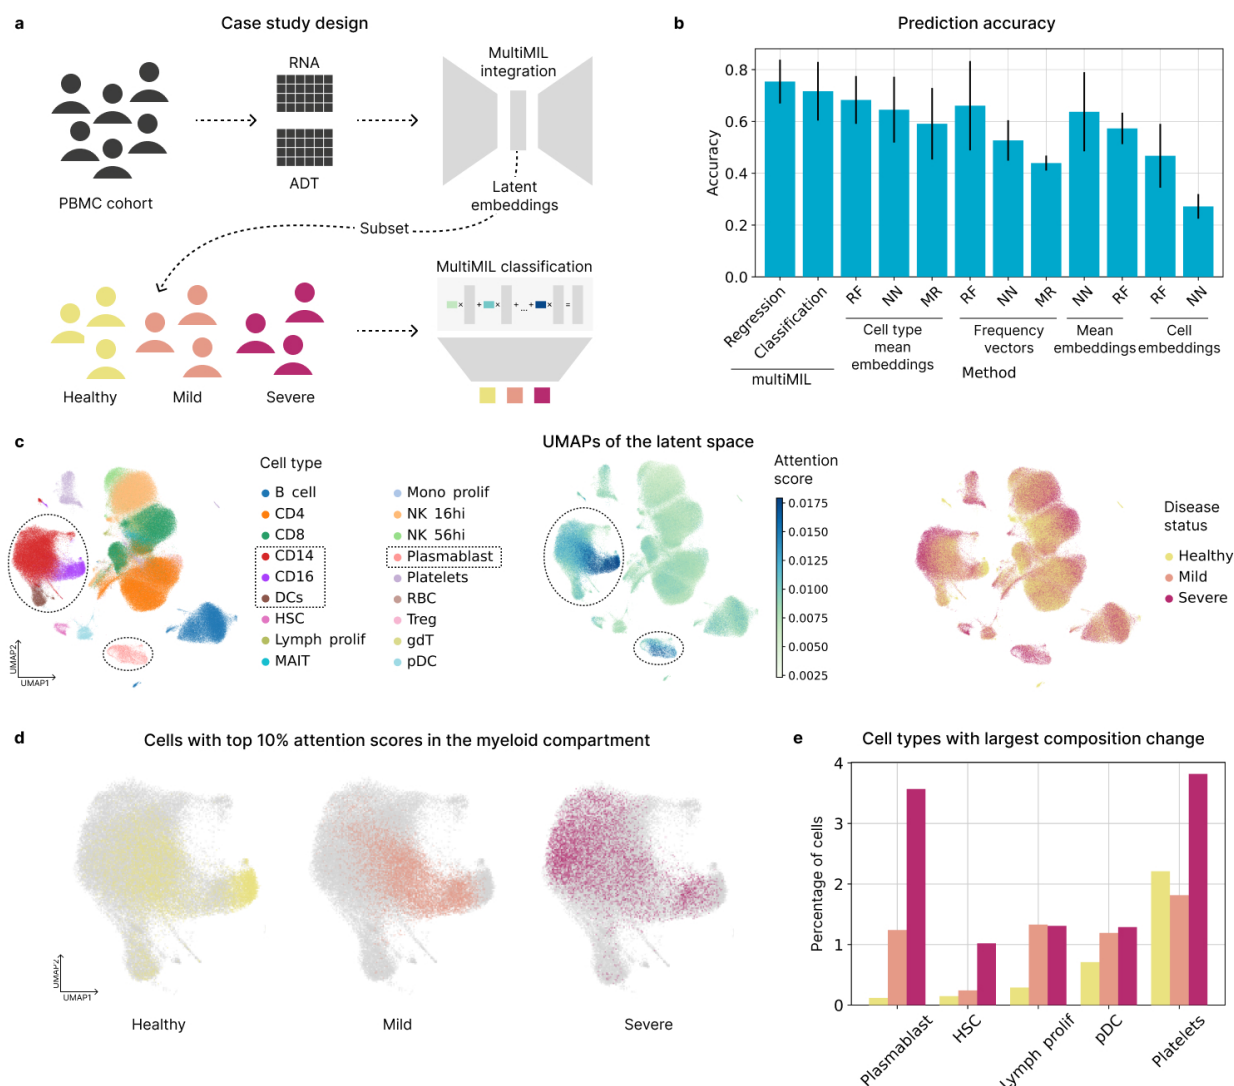 a
Case study design
RNA
ADT
PBMC cohort
MultiMIL
integration
Latent
embeddings
Subset
Healthy
Mild
Severe
MultiMIL classification
× + × + ... + × =
b
Prediction accuracy
Accuracy
0.8
0.6
0.4
0.2
0.0
Regression
Classification
RF
NN
MR
RF
NN
MR
NN
RF
RF
NN
multiMIL
Cell type
mean
embeddings
Frequency
vectors
Mean
embeddings
Cell
embeddings
Method
c
UMAPs of the latent space
Cell type
B cell
CD4
CD8
CD14
CD16
DCs
HSC
Lymph prolif
MAIT
Mono prolif
NK 16hi
NK 56hi
Plasmablast
Platelets
RBC
Treg
gdT
pDC
UMAP2
UMAP1
Attention
score
0.0175
0.0150
0.0125
0.0100
0.0075
0.0050
0.0025
Disease
status
Healthy
Mild
Severe
d
Cells with top 10% attention scores in the myeloid compartment
UMAP2
UMAP1
Healthy
Mild
Severe
e
Cell types with largest composition change
Percentage of cells
4
3
2
1
0
Plasmablast
HSC
Lymph prolif
pDC
Platelets